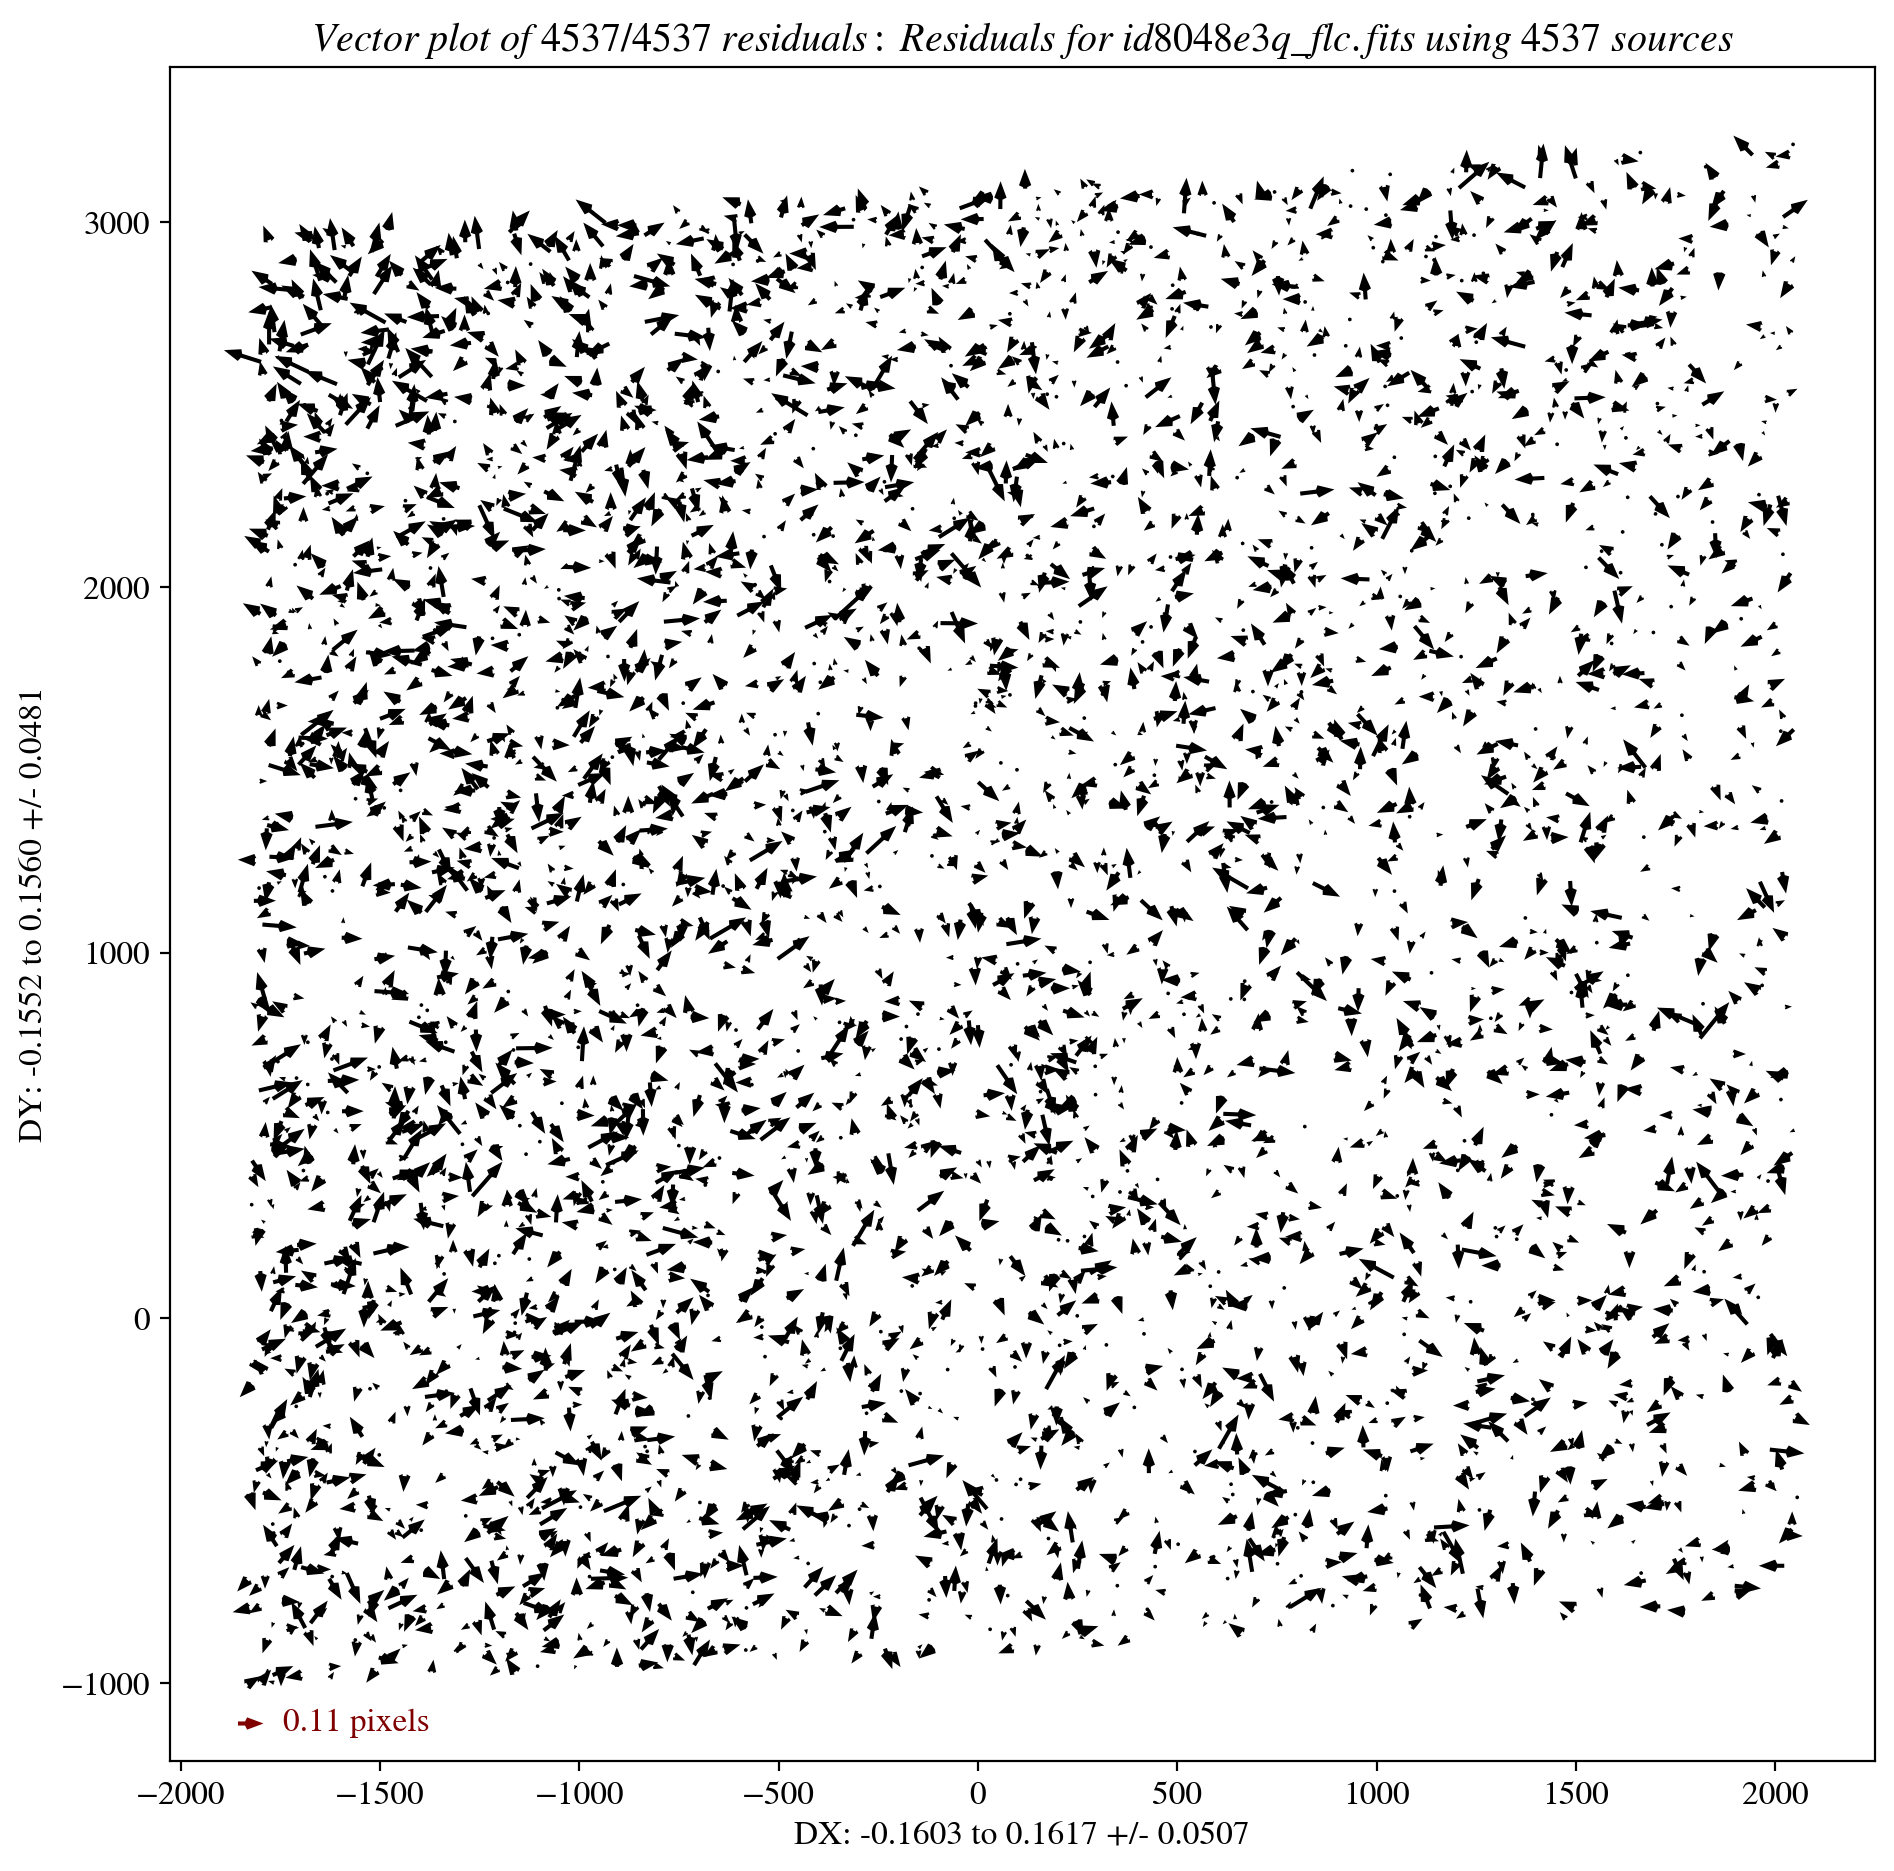 Vector plot of 4537/4537 residuals: Residuals for id8048e3q_flc.fits using 4537 sources
3000
2000
1000
0
−1000
DY: -0.1552 to 0.1560 +/- 0.0481
0.11 pixels
−2000 −1500 −1000 −500 0 500 1000 1500 2000
DX: -0.1603 to 0.1617 +/- 0.0507